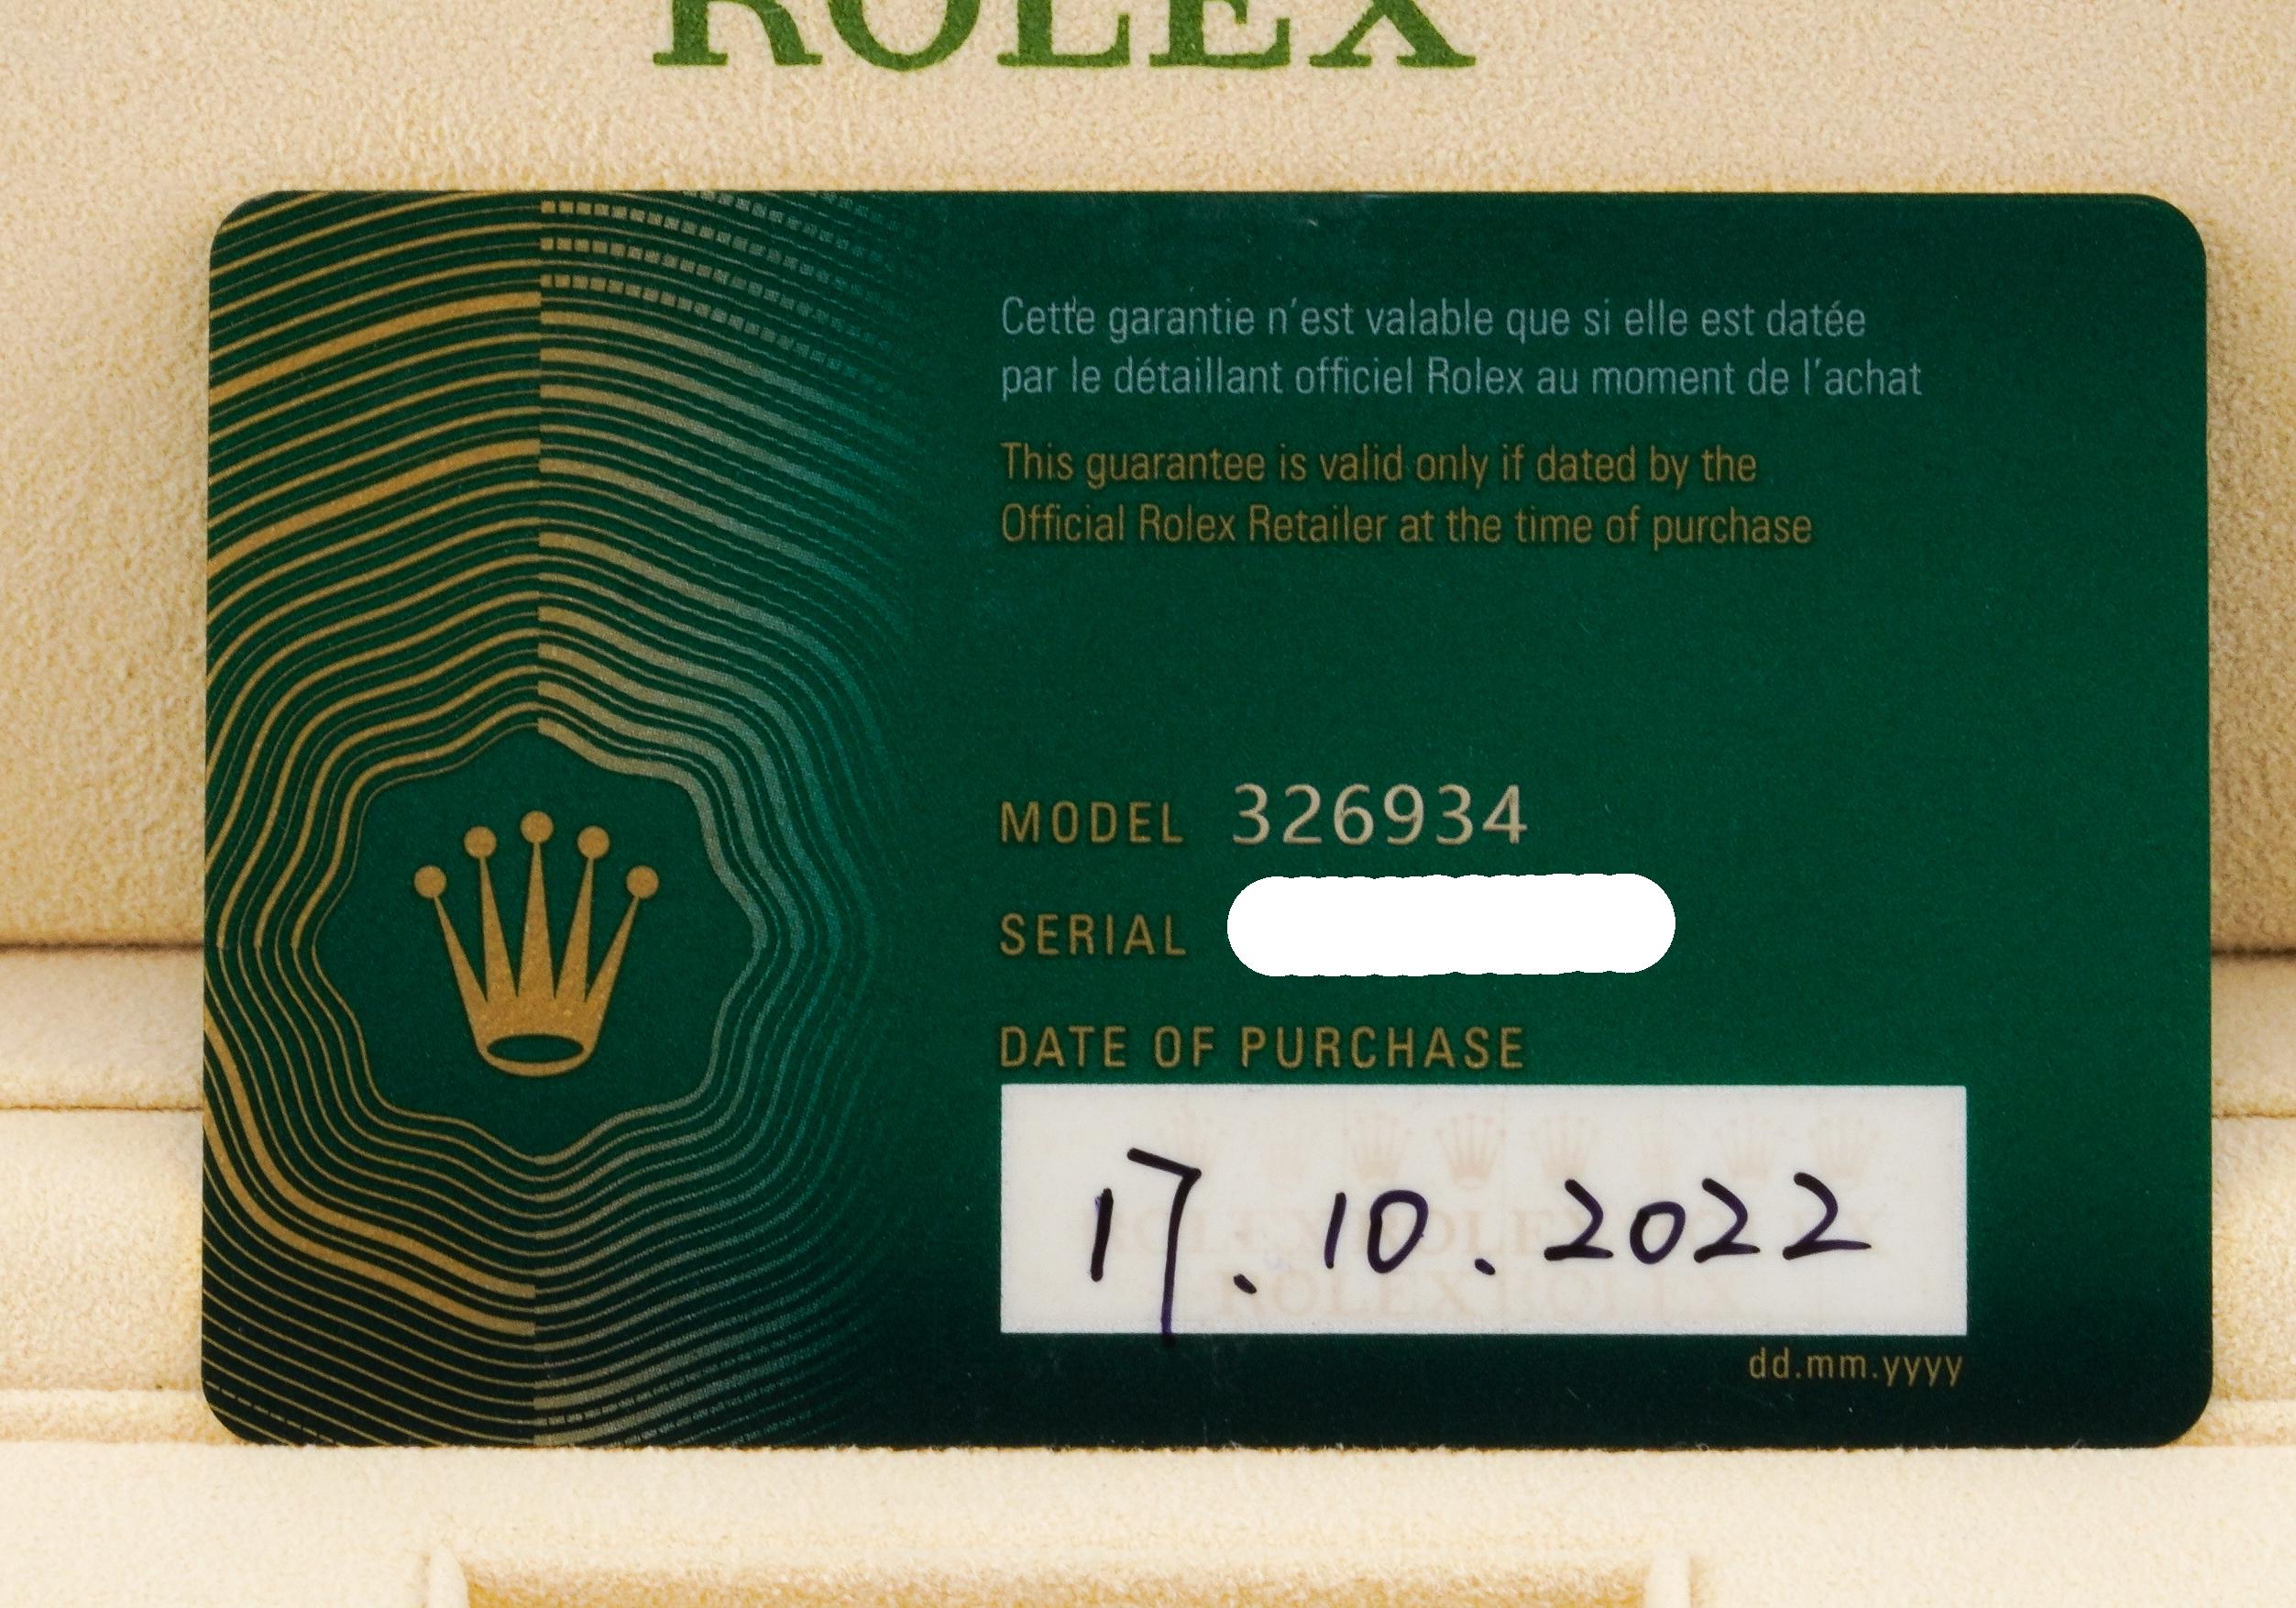 ROLEX
Cette garantie n'est valable que si elle est datée
par le détaillant officiel Rolex au moment de l'achat
This guarantee is valid only if dated by the
Official Rolex Retailer at the time of purchase
MODEL 326934
SERIAL
DATE OF PURCHASE
17.10.2022
dd.mm.yyyy